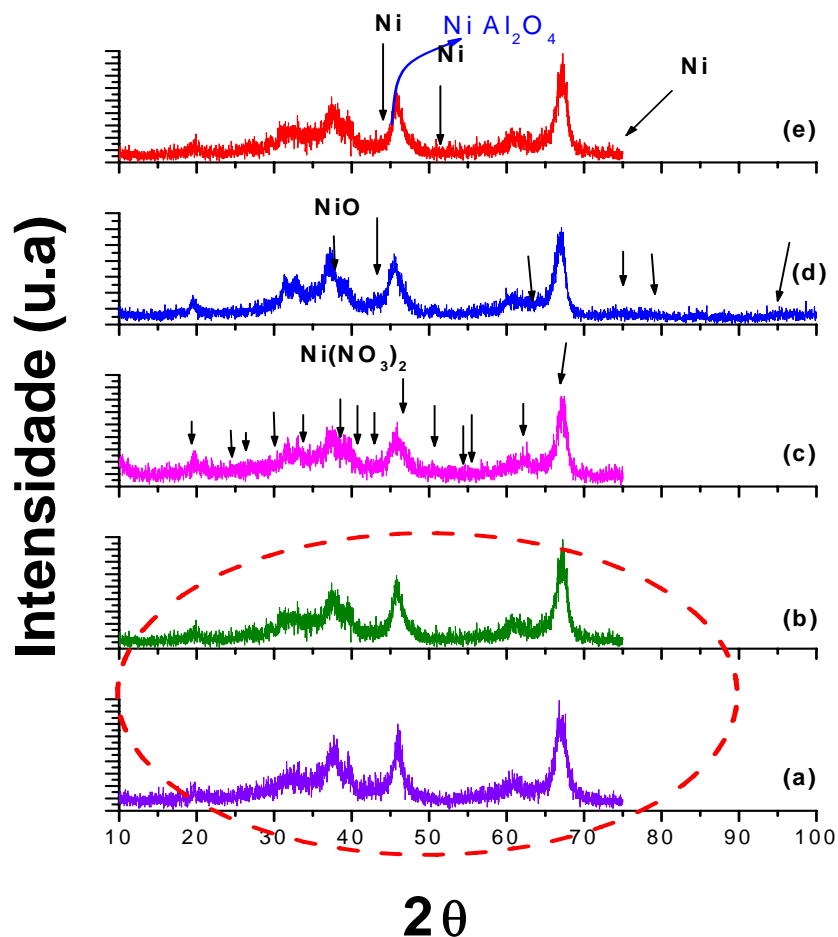 Ni
Ni Al₂O₄
Ni
Ni
(e)
NiO
(d)
Ni(NO₃)₂
(c)
(b)
(a)
Intensidade (u.a)
10 20 30 40 50 60 70 80 90 100
2θ